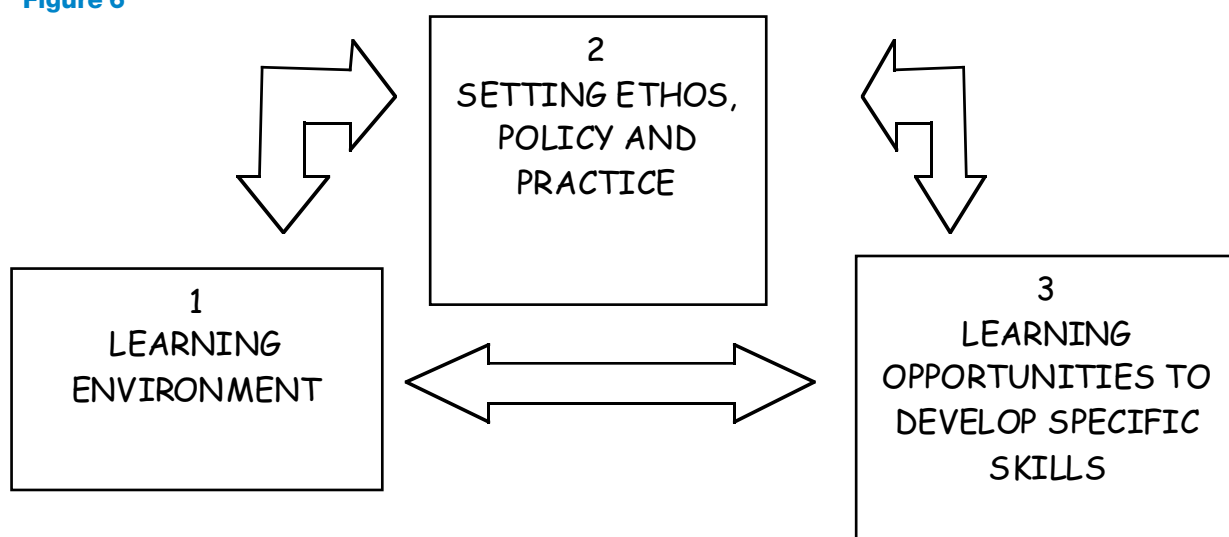 Figure 6
2
SETTING ETHOS,
POLICY AND
PRACTICE
1
LEARNING
ENVIRONMENT
3
LEARNING
OPPORTUNITIES TO
DEVELOP SPECIFIC
SKILLS